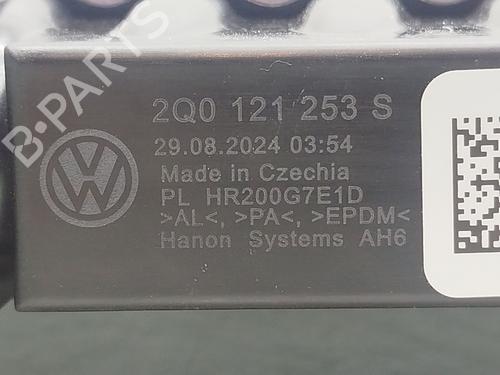 2Q0 121 253 S
29.08.2024 03:54
Made in Czechia
PL HR200G7E1D
>AL<, >PA<, >EPDM<
Hanon Systems AH6
B-PARTS